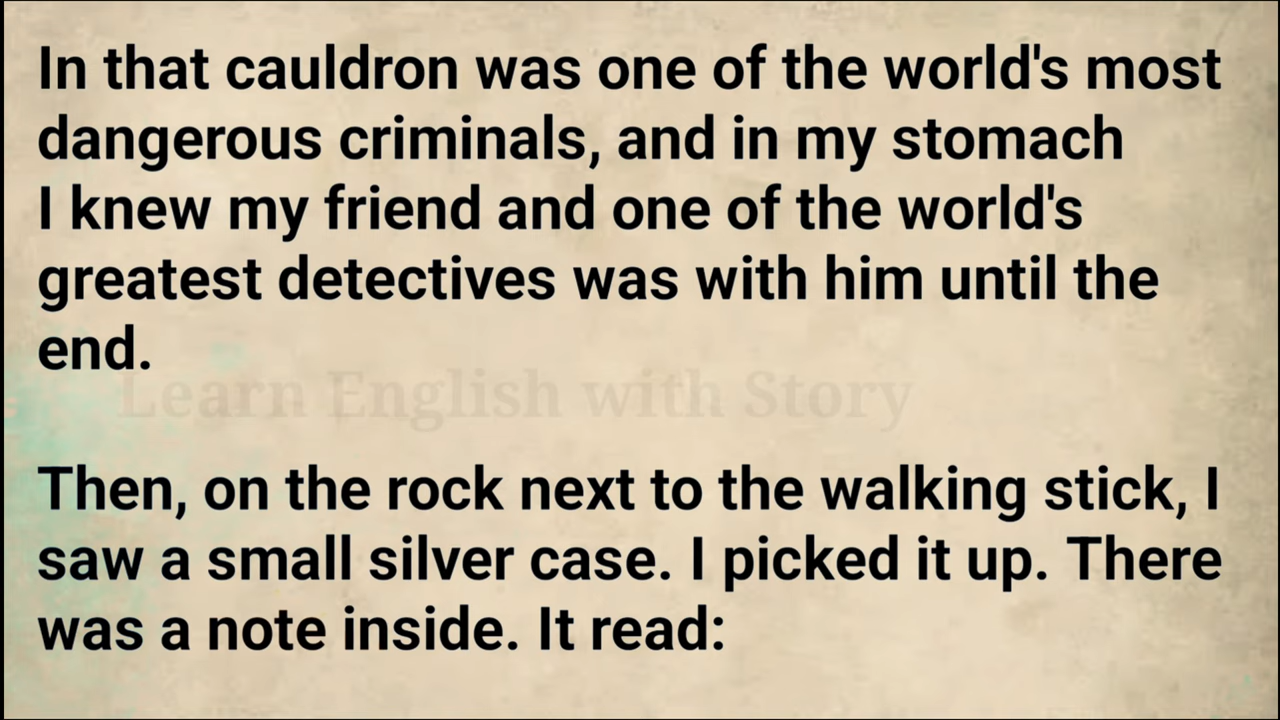 In that cauldron was one of the world's most
dangerous criminals, and in my stomach
I knew my friend and one of the world's
greatest detectives was with him until the
end.
Learn English with Story
Then, on the rock next to the walking stick, I
saw a small silver case. I picked it up. There
was a note inside. It read: